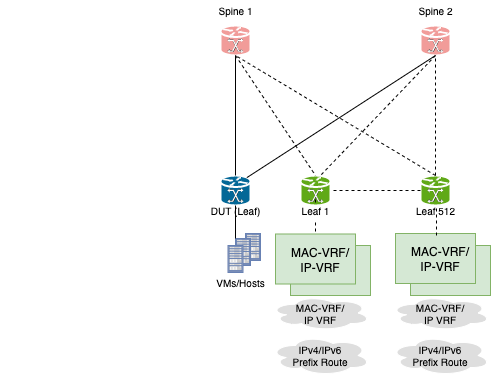 Spine 1
Spine 2
DUT (Leaf)
Leaf 1
Leaf 512
VMs/Hosts
MAC-VRF/
IP-VRF
MAC-VRF/
IP-VRF
MAC-VRF/
IP VRF
MAC-VRF/
IP VRF
IPv4/IPv6
Prefix Route
IPv4/IPv6
Prefix Route